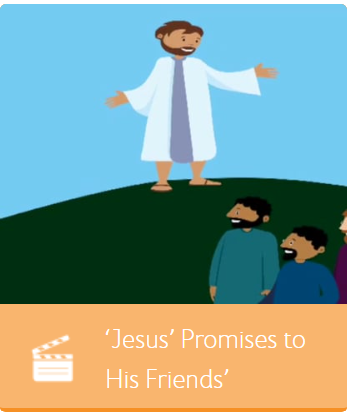 ‘Jesus’ Promises to
His Friends’